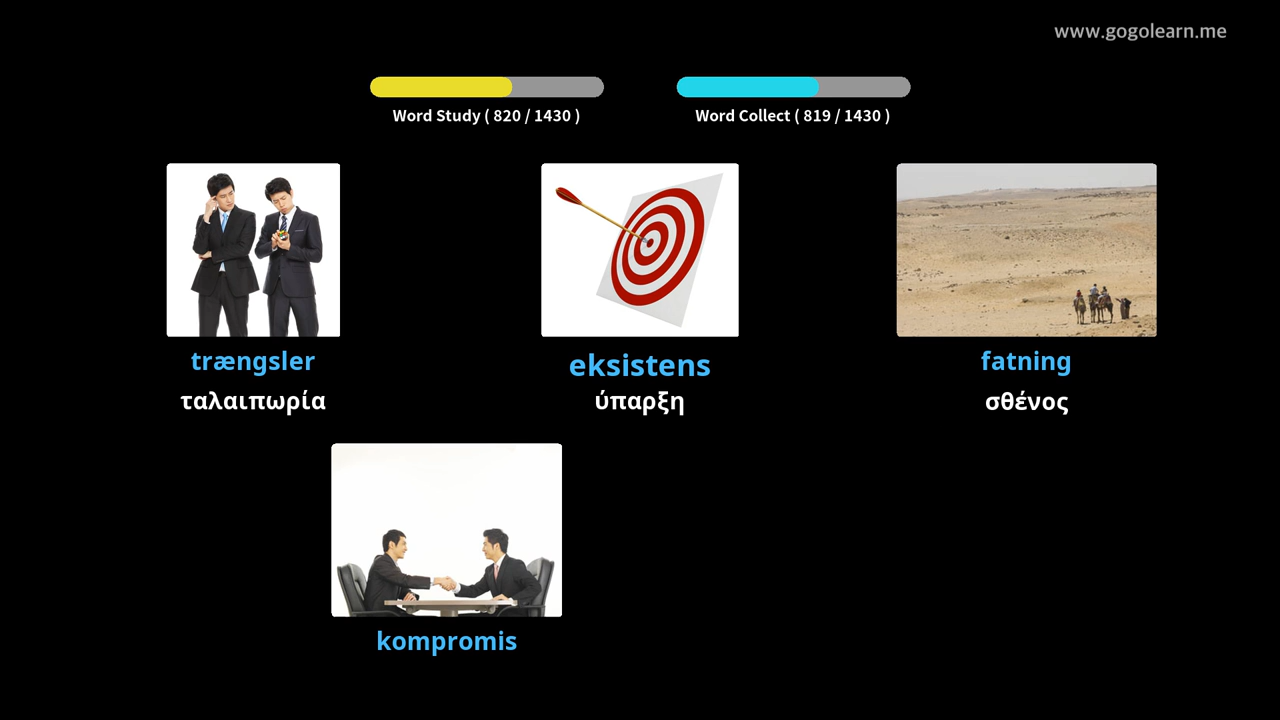 www.gogolearn.me
Word Study ( 820 / 1430 )
Word Collect ( 819 / 1430 )
trængsler
ταλαιπωρία
eksistens
ύπαρξη
fatning
σθένος
kompromis